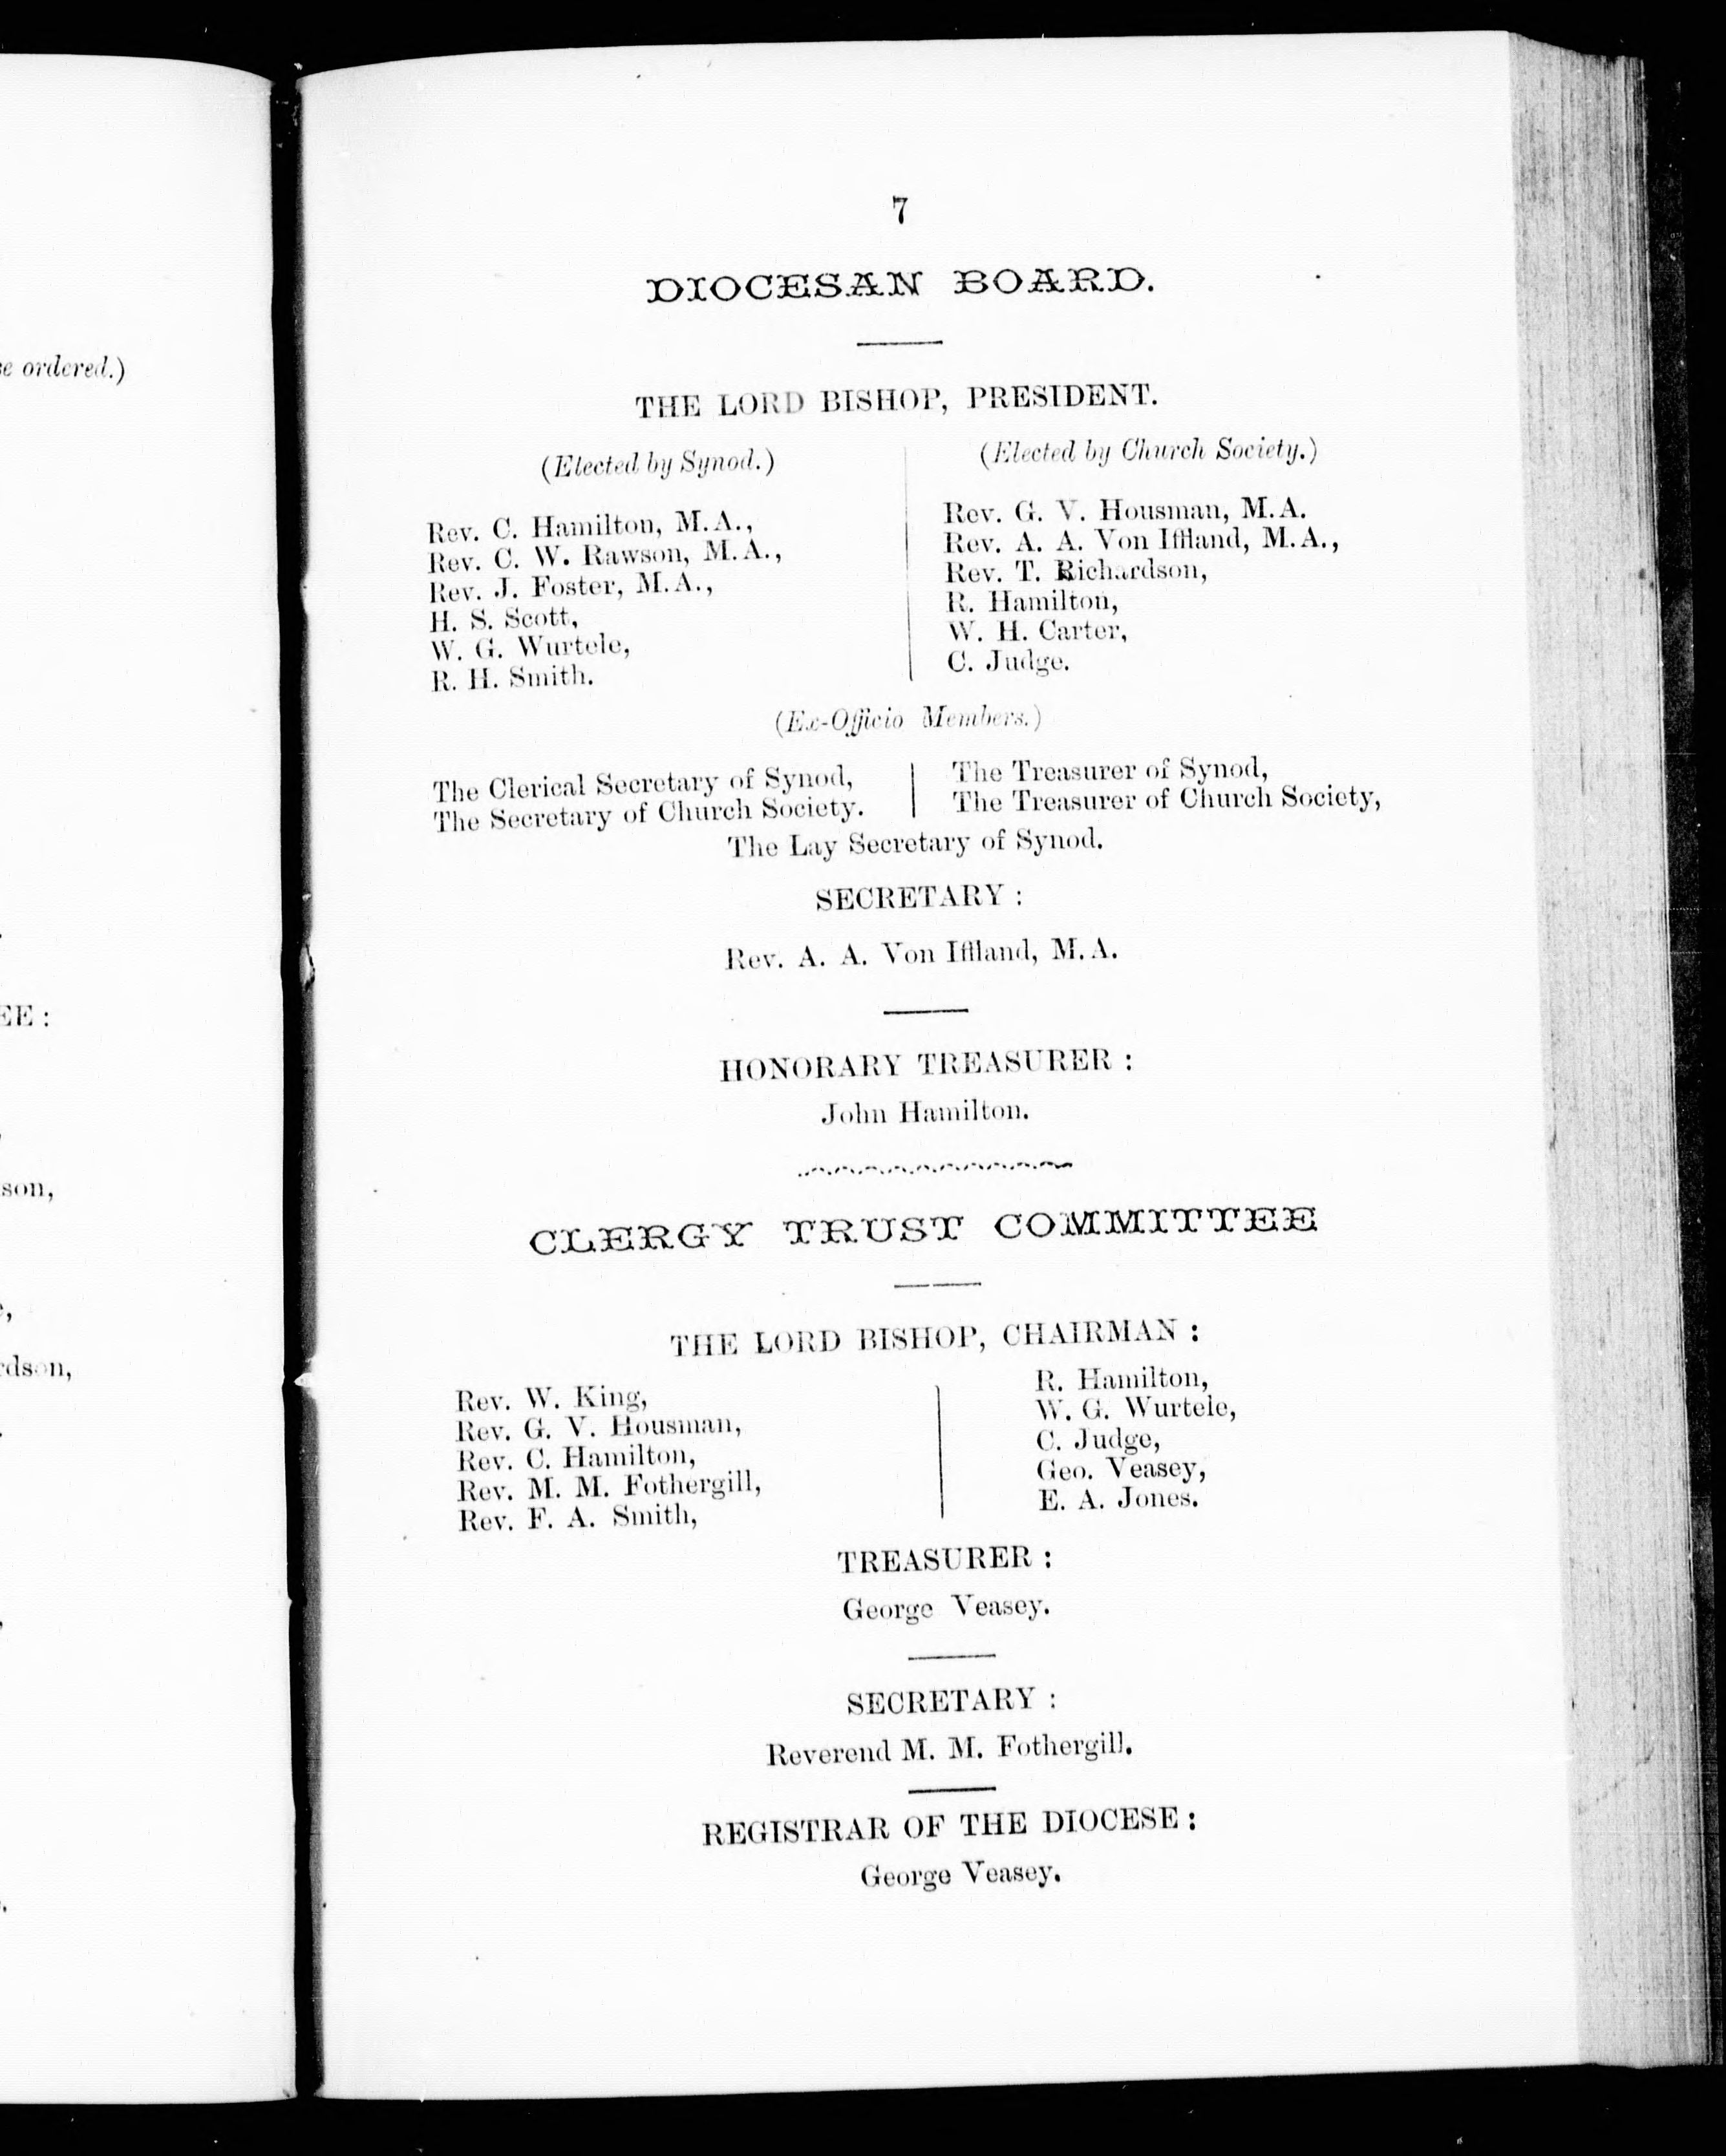 7
DIOCESAN BOARD.
THE LORD BISHOP, PRESIDENT.
(Elected by Synod.)
Rev. C. Hamilton, M.A.,
Rev. C. W. Rawson, M.A.,
Rev. J. Foster, M.A.,
H. S. Scott,
W. G. Wurtele,
R. H. Smith.
(Elected by Church Society.)
Rev. G. V. Housman, M.A.
Rev. A. A. Von Iffland, M.A.,
Rev. T. Richardson,
R. Hamilton,
W. H. Carter,
C. Judge.
(Ex-Officio Members.)
The Clerical Secretary of Synod,
The Secretary of Church Society.
The Treasurer of Synod,
The Treasurer of Church Society,
The Lay Secretary of Synod.
SECRETARY :
Rev. A. A. Von Iffland, M.A.
HONORARY TREASURER :
John Hamilton.
CLERGY TRUST COMMITTEE
THE LORD BISHOP, CHAIRMAN :
Rev. W. King,
Rev. G. V. Housman,
Rev. C. Hamilton,
Rev. M. M. Fothergill,
Rev. F. A. Smith,
R. Hamilton,
W. G. Wurtele,
C. Judge,
Geo. Veasey,
E. A. Jones.
TREASURER :
George Veasey.
SECRETARY :
Reverend M. M. Fothergill.
REGISTRAR OF THE DIOCESE :
George Veasey.
ordered.)